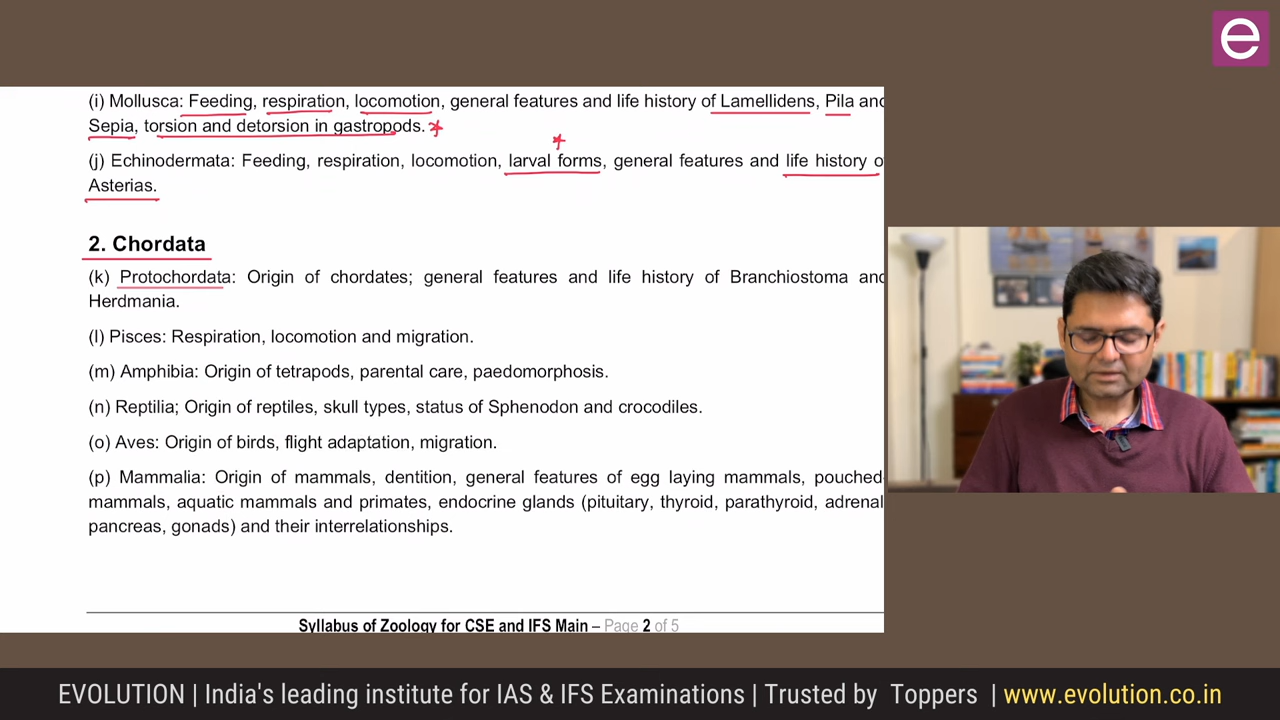 e
(i) Mollusca: Feeding, respiration, locomotion, general features and life history of Lamellidens, Pila and
Sepia, torsion and detorsion in gastropods.
(j) Echinodermata: Feeding, respiration, locomotion, larval forms, general features and life history o
Asterias.
2. Chordata
(k) Protochordata: Origin of chordates; general features and life history of Branchiostoma and
Herdmania.
(l) Pisces: Respiration, locomotion and migration.
(m) Amphibia: Origin of tetrapods, parental care, paedomorphosis.
(n) Reptilia; Origin of reptiles, skull types, status of Sphenodon and crocodiles.
(o) Aves: Origin of birds, flight adaptation, migration.
(p) Mammalia: Origin of mammals, dentition, general features of egg laying mammals, pouched-
mammals, aquatic mammals and primates, endocrine glands (pituitary, thyroid, parathyroid, adrenal
pancreas, gonads) and their interrelationships.
Syllabus of Zoology for CSE and IFS Main – Page 2 of 5
EVOLUTION | India's leading institute for IAS & IFS Examinations | Trusted by Toppers | www.evolution.co.in